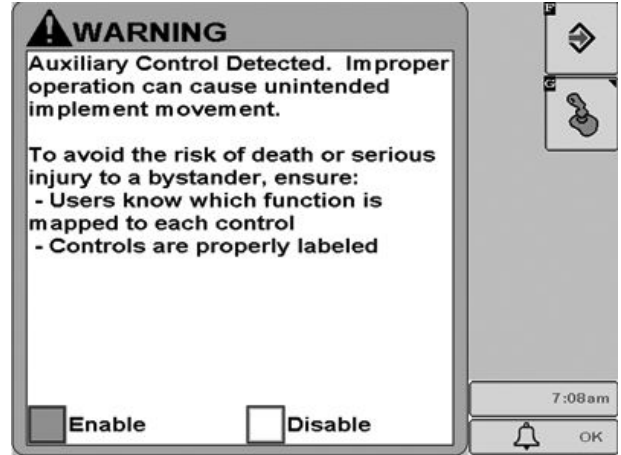 WARNING
Auxiliary Control Detected. Improper
operation can cause unintended
implement movement.
To avoid the risk of death or serious
injury to a bystander, ensure:
- Users know which function is
mapped to each control
- Controls are properly labeled
Enable
Disable
F
G
7:08am
OK